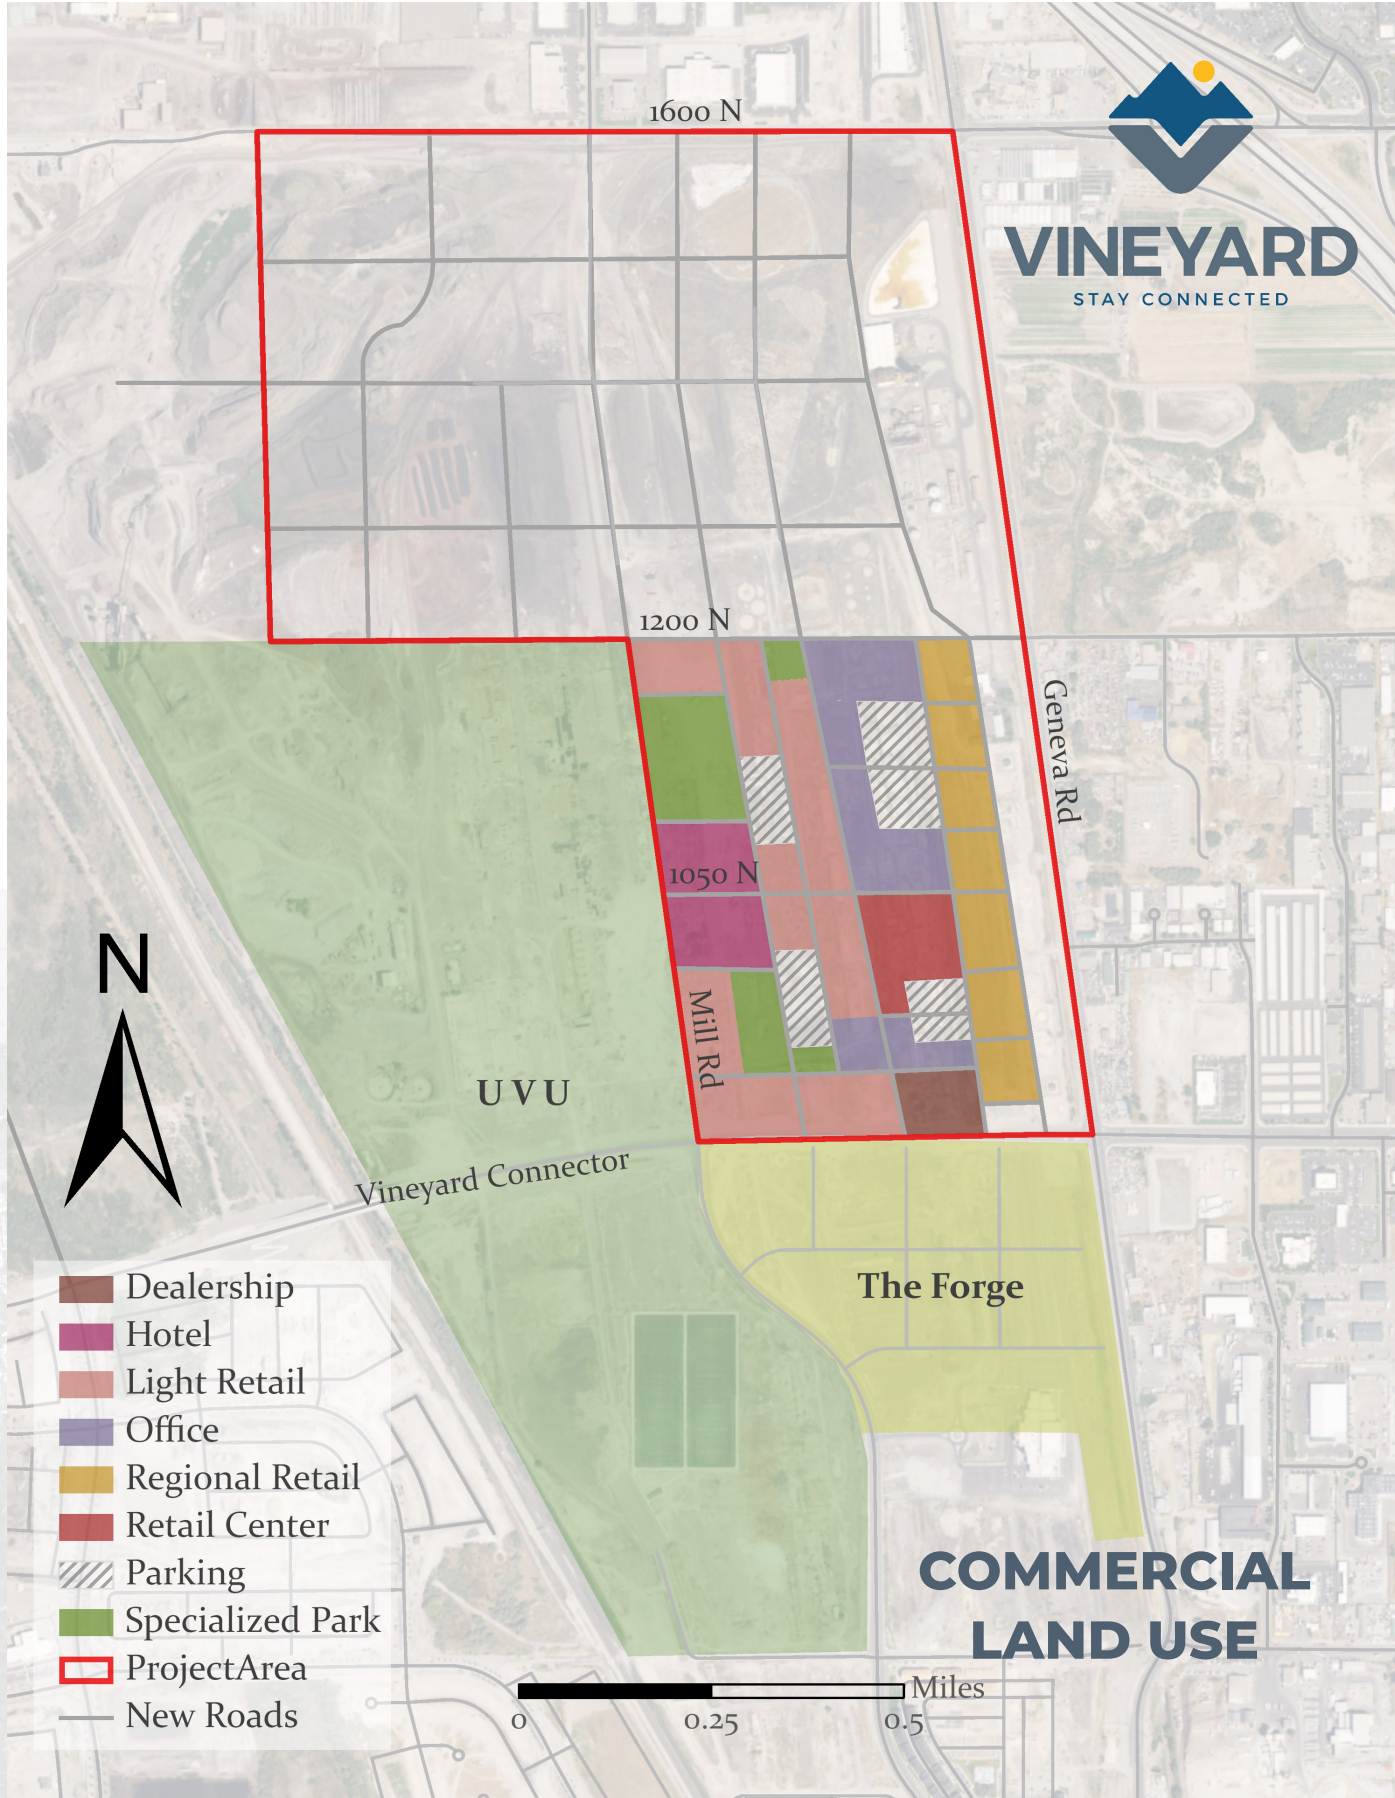 1600 N
VINEYARD
STAY CONNECTED
1200 N
Geneva Rd
1050 N
N
Mill Rd
UVU
Vineyard Connector
The Forge
Dealership
Hotel
Light Retail
Office
Regional Retail
Retail Center
Parking
Specialized Park
ProjectArea
New Roads
COMMERCIAL
LAND USE
Miles
0 0.25 0.5